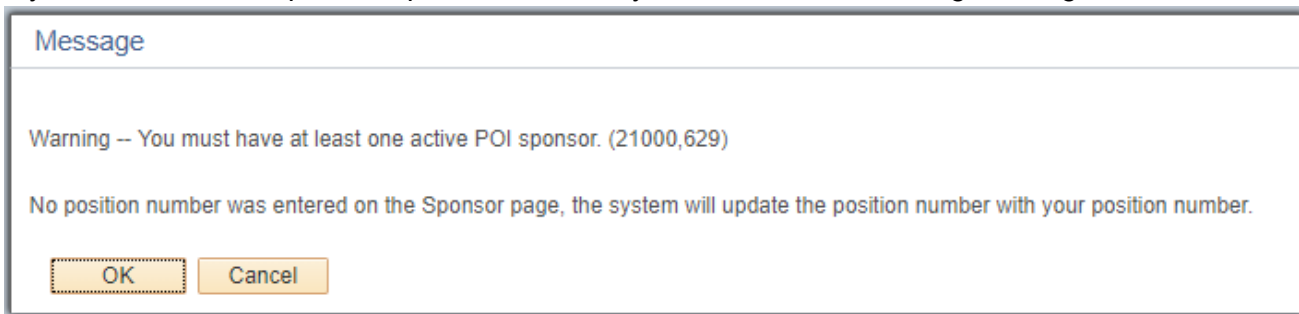 Message
Warning -- You must have at least one active POI sponsor. (21000,629)
No position number was entered on the Sponsor page, the system will update the position number with your position number.
OK Cancel